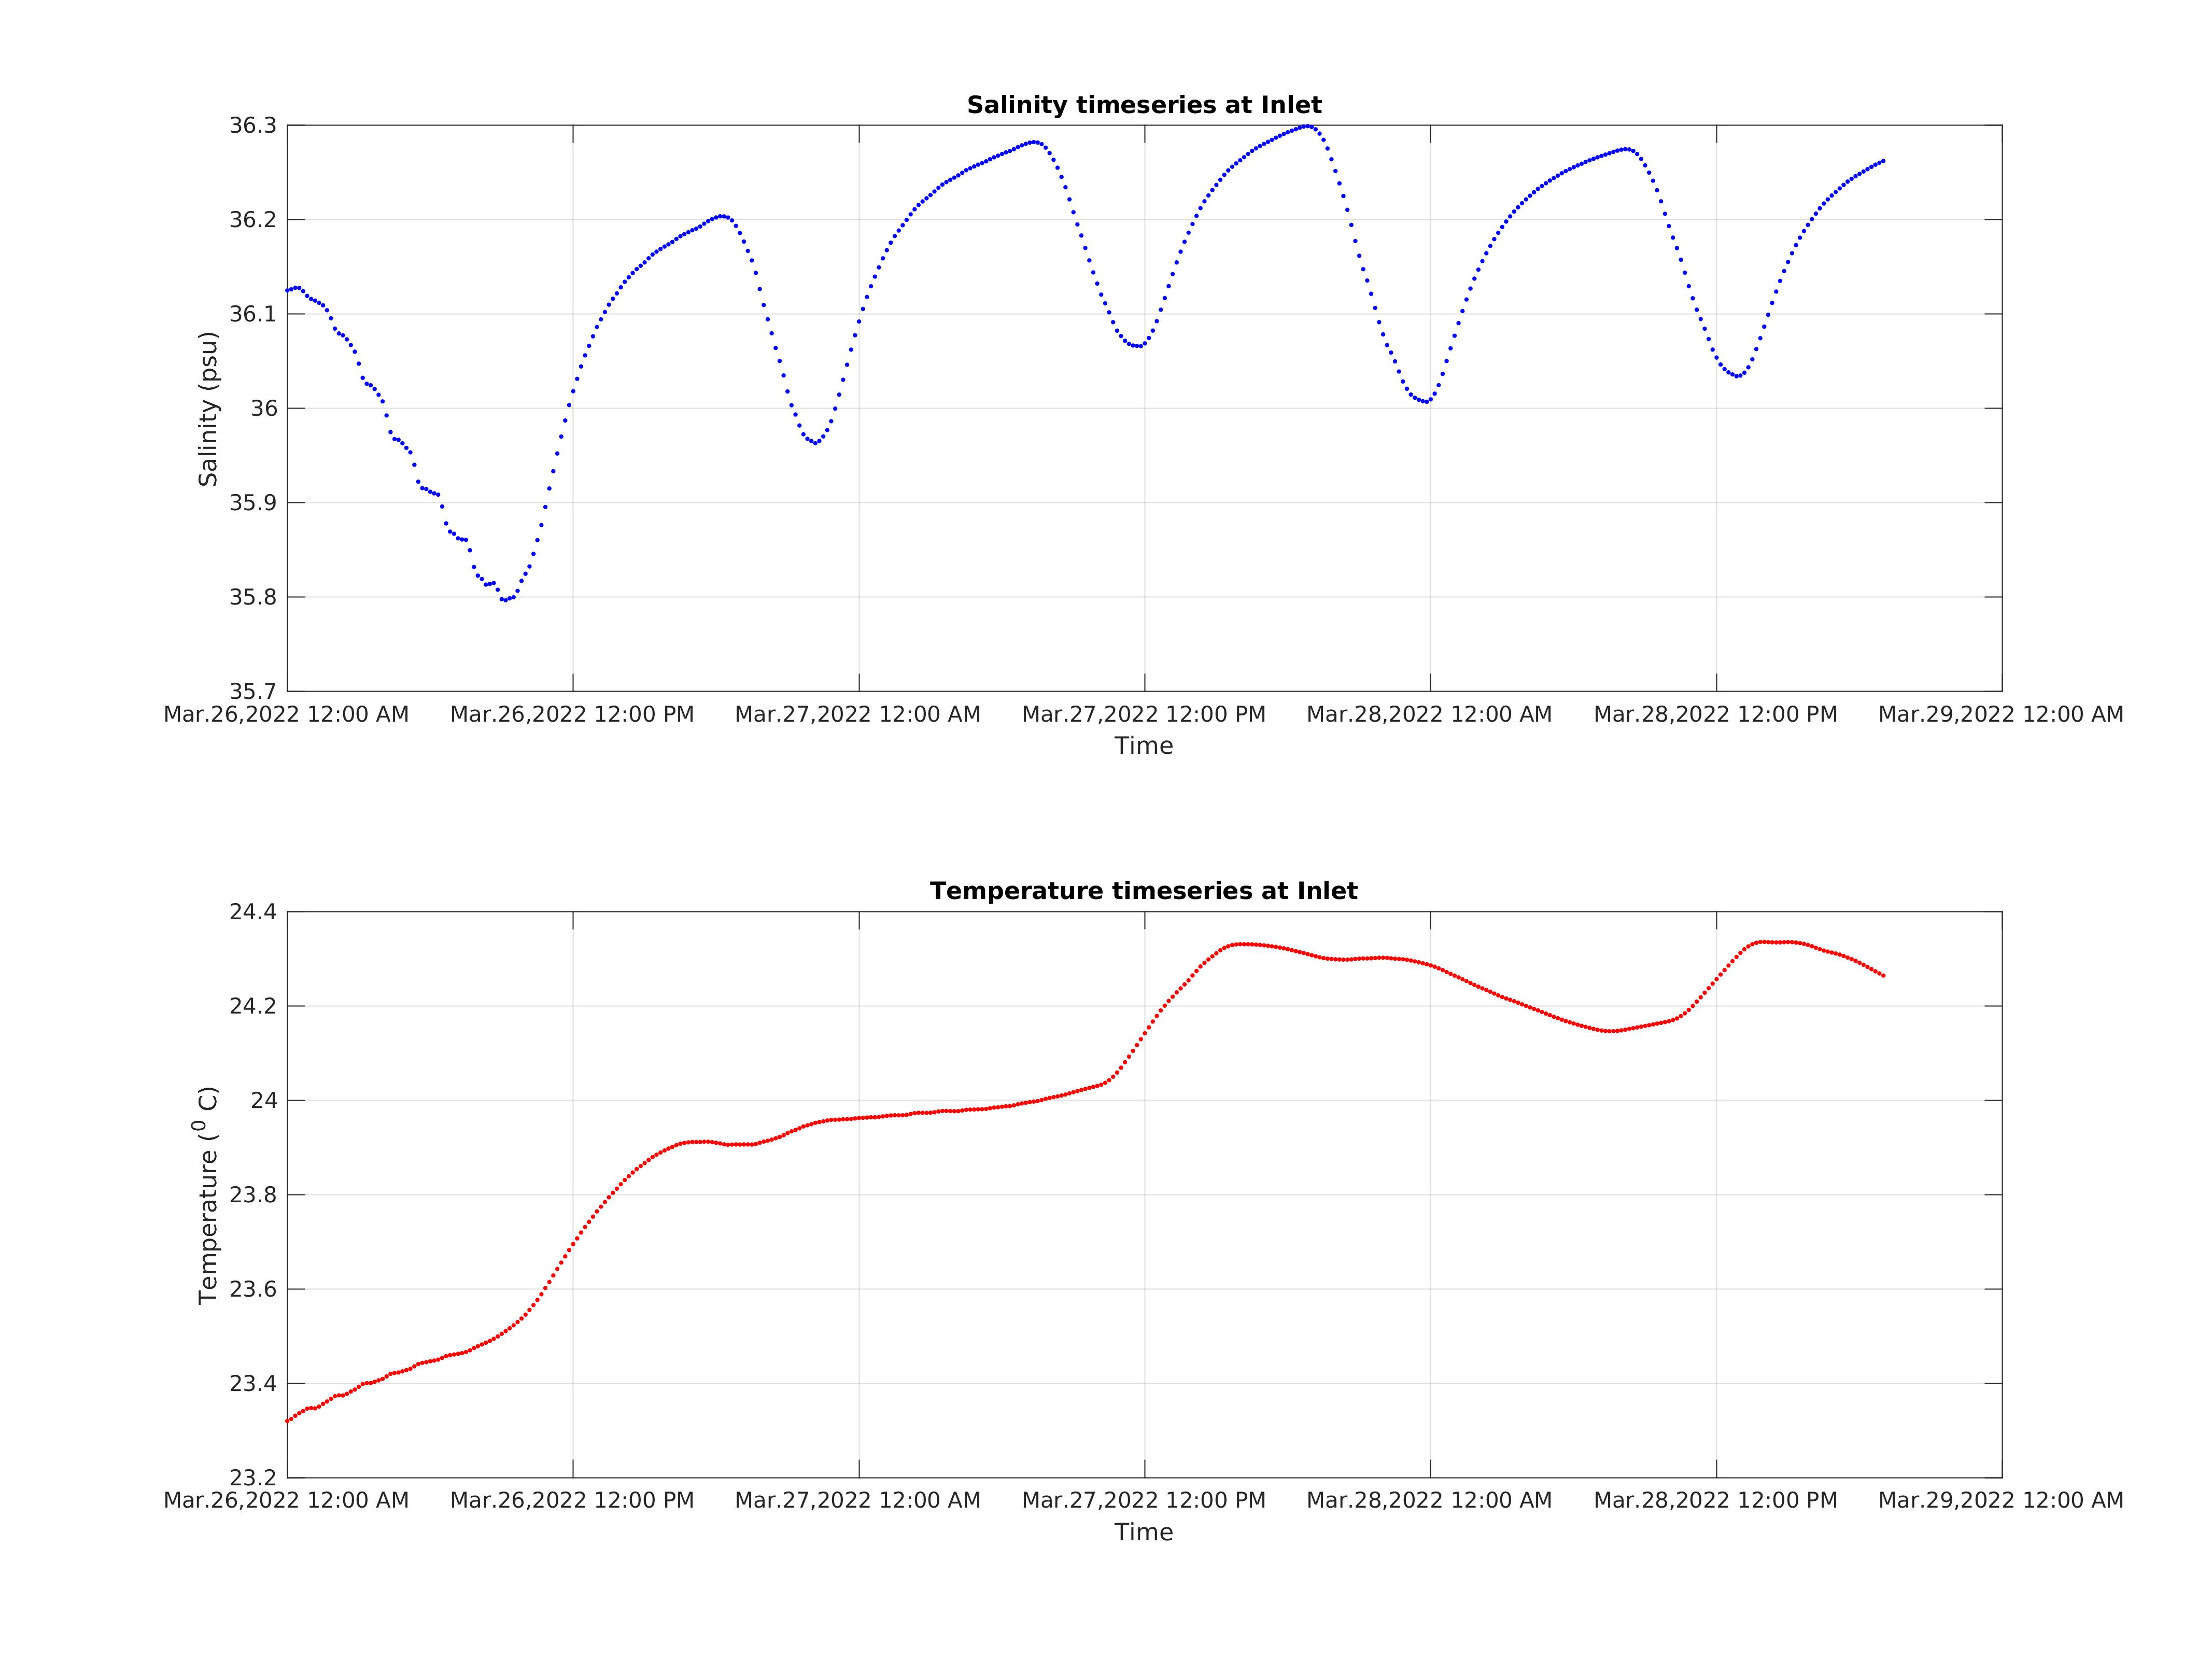 Salinity timeseries at Inlet
36.3
36.2
36.1
36
35.9
35.8
35.7
Salinity (psu)
Mar.26,2022 12:00 AM Mar.26,2022 12:00 PM Mar.27,2022 12:00 AM Mar.27,2022 12:00 PM Mar.28,2022 12:00 AM Mar.28,2022 12:00 PM Mar.29,2022 12:00 AM
Time
Temperature timeseries at Inlet
24.4
24.2
24
23.8
23.6
23.4
23.2
Temperature (⁰ C)
Mar.26,2022 12:00 AM Mar.26,2022 12:00 PM Mar.27,2022 12:00 AM Mar.27,2022 12:00 PM Mar.28,2022 12:00 AM Mar.28,2022 12:00 PM Mar.29,2022 12:00 AM
Time